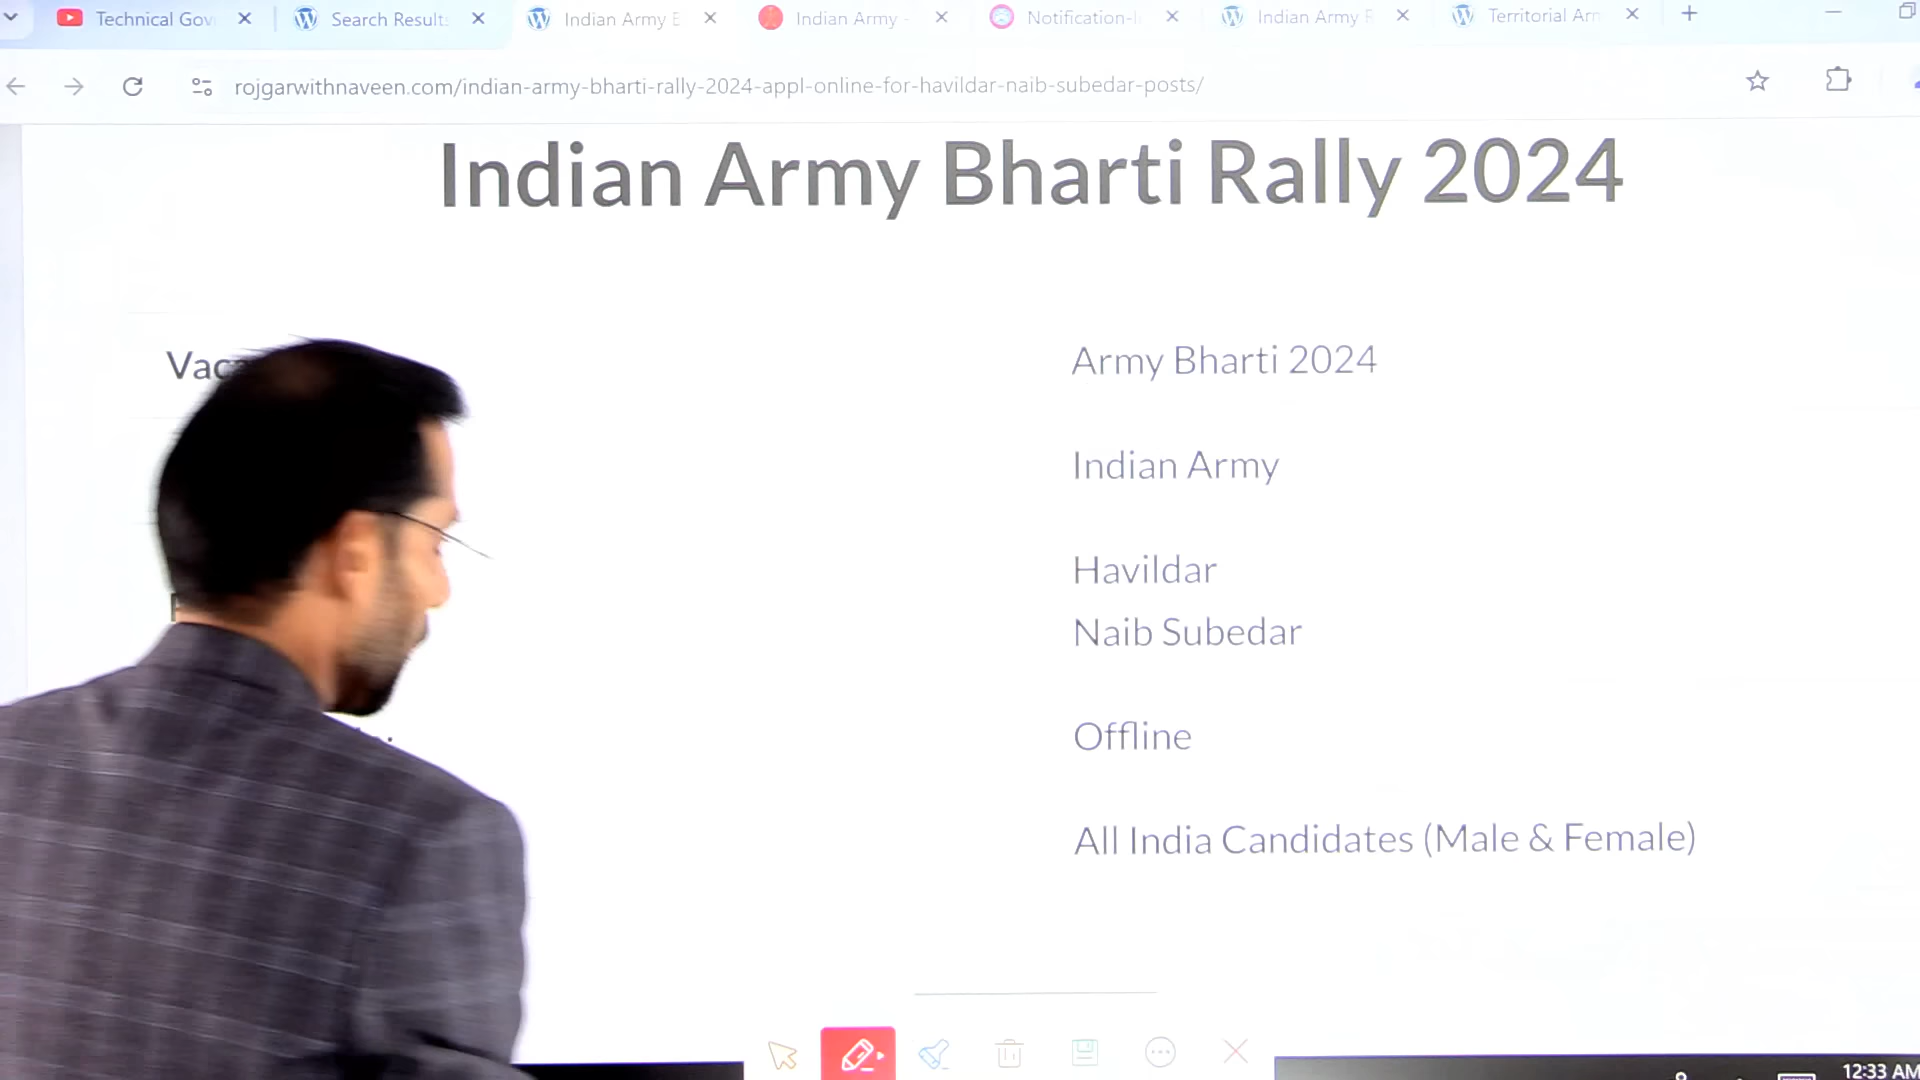 Technical Gov
Search Result
Indian Army
Indian Army -
Notification-I
Indian Army
Territorial Arm
rojgarwithnaveen.com/indian-army-bharti-rally-2024-appl-online-for-havildar-naib-subedar-posts/
Indian Army Bharti Rally 2024
Army Bharti 2024
Indian Army
Havildar
Naib Subedar
Offline
All India Candidates (Male & Female)
12:33 AM